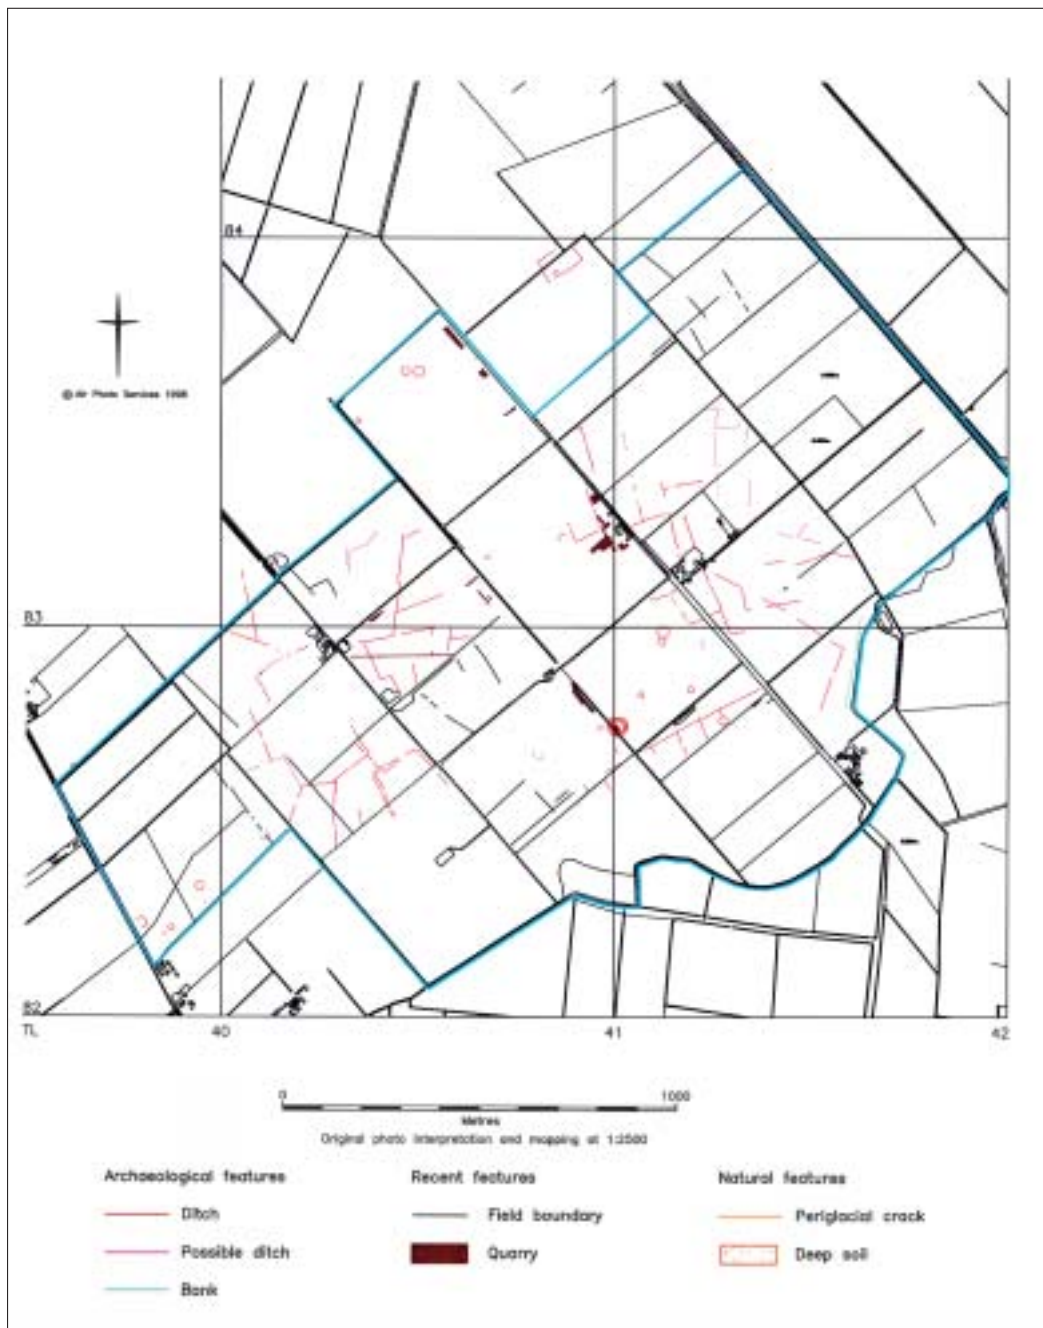 84
© Air Photo Services 1998
83
82
TL 40 41 42
0 1000
Metres
Original photo interpretation and mapping at 1:2500
Archaeological features Recent features Natural features
Ditch Field boundary Periglacial crack
Possible ditch Quarry Deep soil
Bank